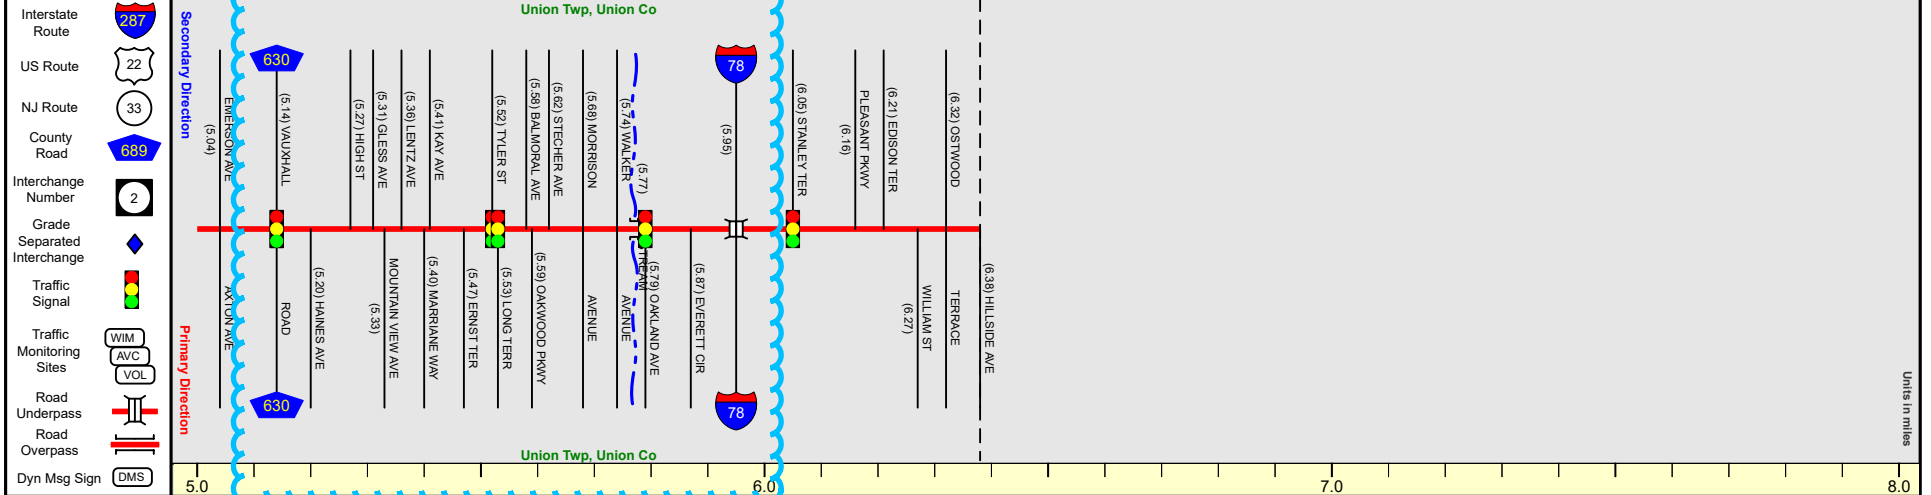 Interstate
Route
287
US Route
22
NJ Route
33
County
Road
689
Interchange
Number
2
Grade
Separated
Interchange
Traffic
Signal
Traffic
Monitoring
Sites
WIM
AVC
VOL
Road
Underpass
Road
Overpass
Dyn Msg Sign
DMS
Secondary Direction
Primary Direction
Union Twp, Union Co
EMERSON AVE
(5.04)
630
(5.14) VAUXHALL
(5.27) HIGH ST
(5.31) GLESS AVE
(5.36) LENTZ AVE
(5.41) KAY AVE
(5.52) TYLER ST
(5.58) BALMORAL AVE
(5.62) STECHER AVE
(5.68) MORRISON
(5.74) WALKER
(5.77)
78
(5.95)
(6.05) STANLEY TER
PLEASANT PKWY
(6.16)
(6.21) EDISON TER
(6.32) OSTWOOD
AXTON AVE
ROAD
630
(5.20) HAINES AVE
MOUNTAIN VIEW AVE
(5.33)
(5.40) MARRIANE WAY
(5.47) ERNST TER
(5.53) LONG TERR
(5.59) OAKWOOD PKWY
AVENUE
AVENUE
STREAM
(5.79) OAKLAND AVE
(5.87) EVERETT CIR
78
WILLIAM ST
(6.27)
TERRACE
(6.38) HILLSIDE AVE
Union Twp, Union Co
Units in miles
5.0
6.0
7.0
8.0